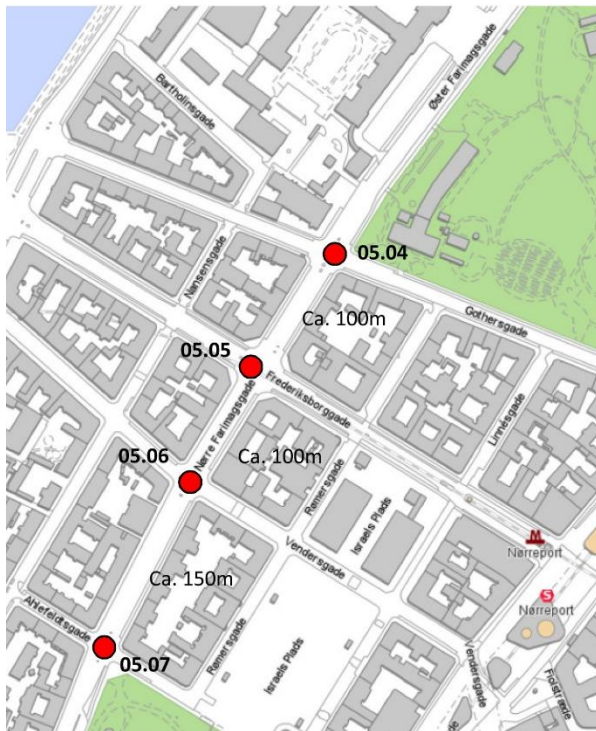 Bartholinsgade
Øster Farimagsgade
Nansensgade
05.04
Gothersgade
Ca. 100m
05.05
Frederiksborggade
Linnésgade
Nørre Farimagsgade
05.06
Ca. 100m
Rømersgade
Israels Plads
M
Nørreport
Vendersgade
S
Nørreport
Ca. 150m
Ahlefeldtsgade
Rømersgade
Israels Plads
Vendersgade
Fiolstræde
05.07